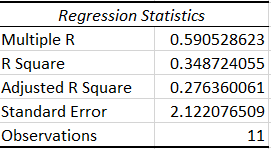 Regression Statistics
Multiple R 0.590528623
R Square 0.348724055
Adjusted R Square 0.276360061
Standard Error 2.122076509
Observations 11